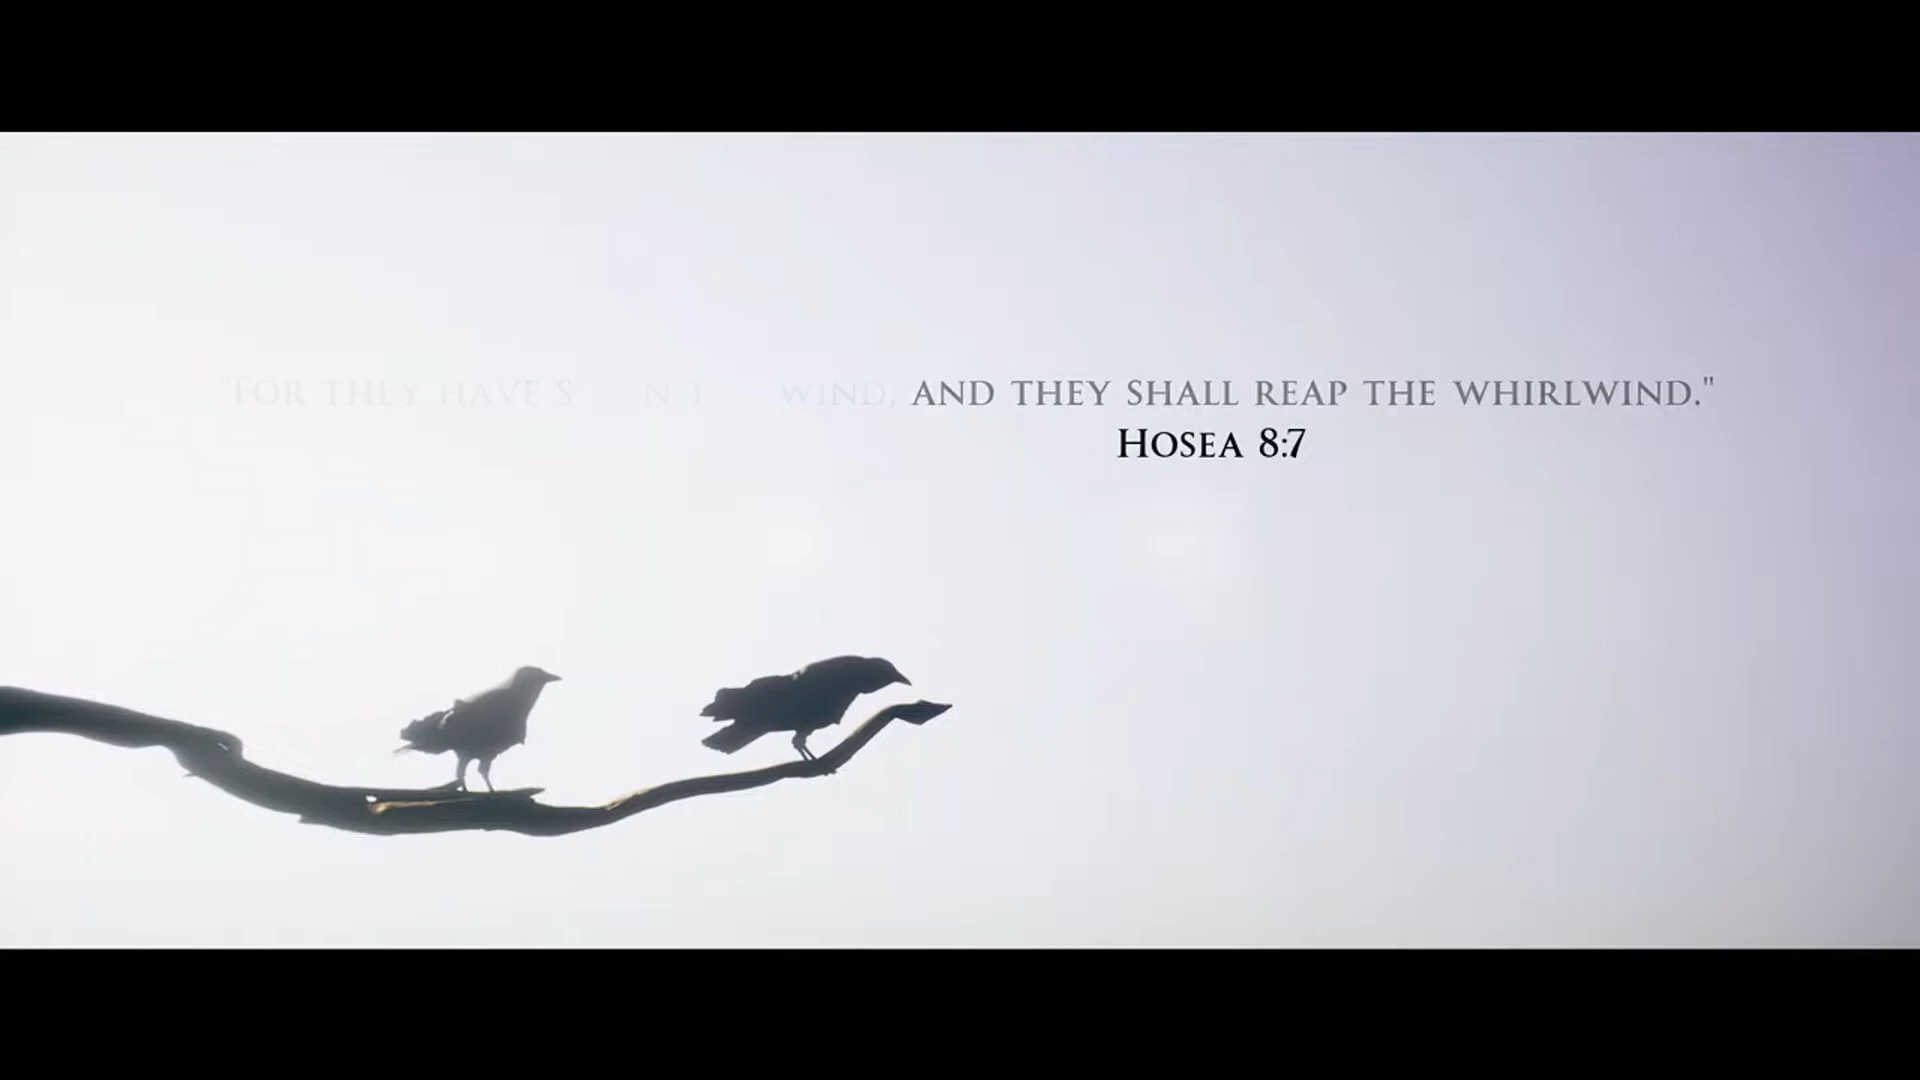 "For they have s n t wind, and they shall reap the whirlwind."
Hosea 8:7